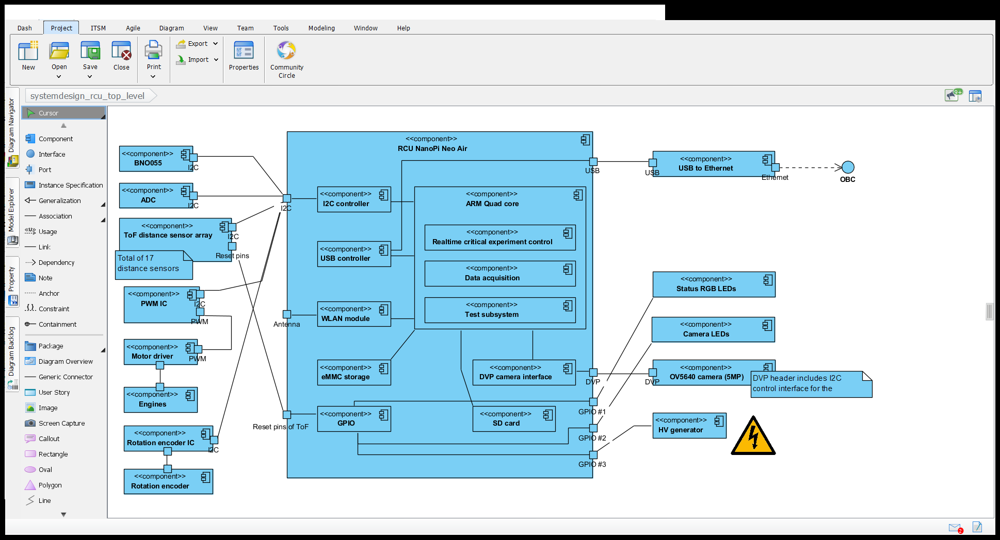 Dash
Project
ITSM
Agile
Diagram
View
Team
Tools
Modeling
Window
Help
New
Open
Save
Close
Print
Export
Import
Properties
Community
Circle
systemdesign_rcu_top_level
9+
Diagram Navigator
Model Explorer
Property
Diagram Backlog
Cursor
Component
Interface
Port
Instance Specification
Generalization
Association
Usage
Link
Dependency
Note
Anchor
Constraint
Containment
Package
Diagram Overview
Generic Connector
User Story
Image
Screen Capture
Callout
Rectangle
Oval
Polygon
Line
<<component>>
BNO055
I2C
<<component>>
ADC
I2C
<<component>>
ToF distance sensor array
I2C
Reset pins
Total of 17
distance sensors
<<component>>
PWM IC
I2C
PWM
<<component>>
Motor driver
PWM
<<component>>
Engines
<<component>>
Rotation encoder IC
I2C
<<component>>
Rotation encoder
<<component>>
RCU NanoPi Neo Air
I2C
Antenna
Reset pins of ToF
USB
DVP
GPIO #1
GPIO #2
GPIO #3
<<component>>
I2C controller
<<component>>
USB controller
<<component>>
WLAN module
<<component>>
eMMC storage
<<component>>
GPIO
<<component>>
ARM Quad core
<<component>>
Realtime critical experiment control
<<component>>
Data acquisition
<<component>>
Test subsystem
<<component>>
DVP camera interface
<<component>>
SD card
<<component>>
USB to Ethernet
USB
Ethernet
OBC
<<component>>
Status RGB LEDs
<<component>>
Camera LEDs
<<component>>
OV5640 camera (5MP)
DVP
DVP header includes I2C
control interface for the
<<component>>
HV generator
2